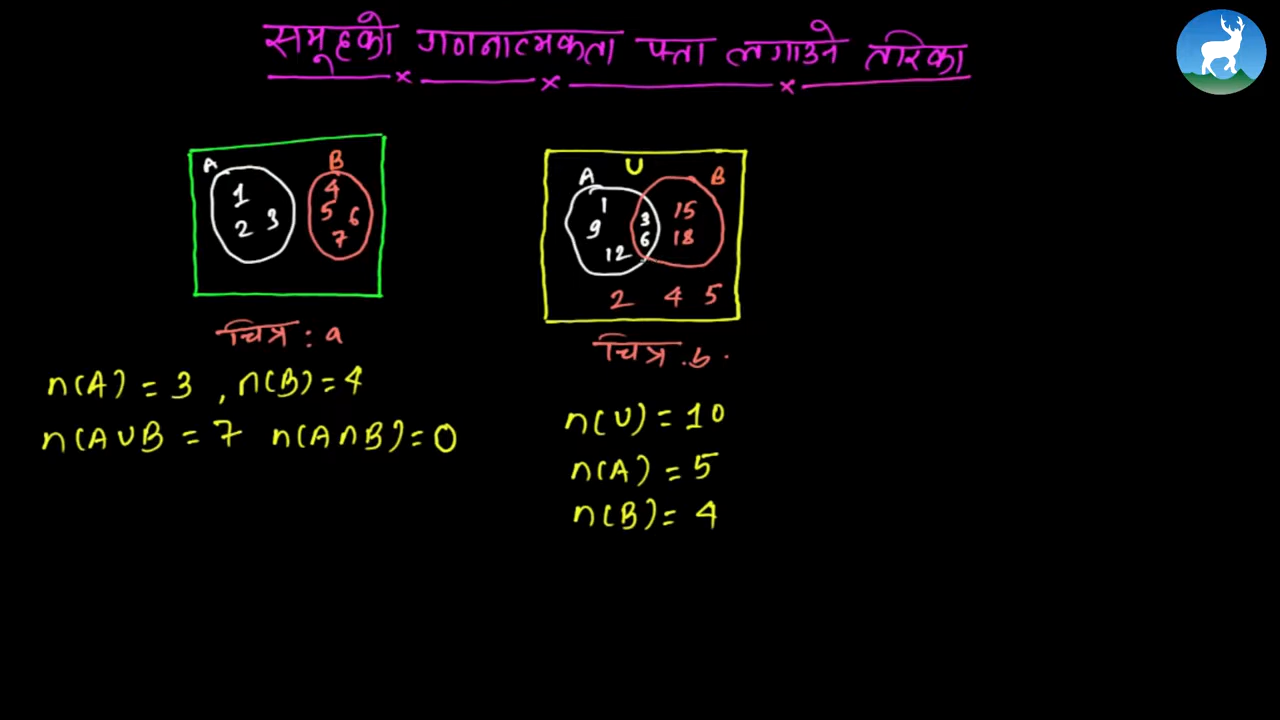 समूहको गणनात्मकता पत्ता लगाउने तरिका
A B
1
2 3
4
5 6
7
चित्र : a
n(A) = 3 , n(B) = 4
n(A∪B = 7 n(A∩B) = 0
U
A B
1
9
12
3
6
15
18
2 4 5
चित्र .b .
n(U) = 10
n(A) = 5
n(B) = 4